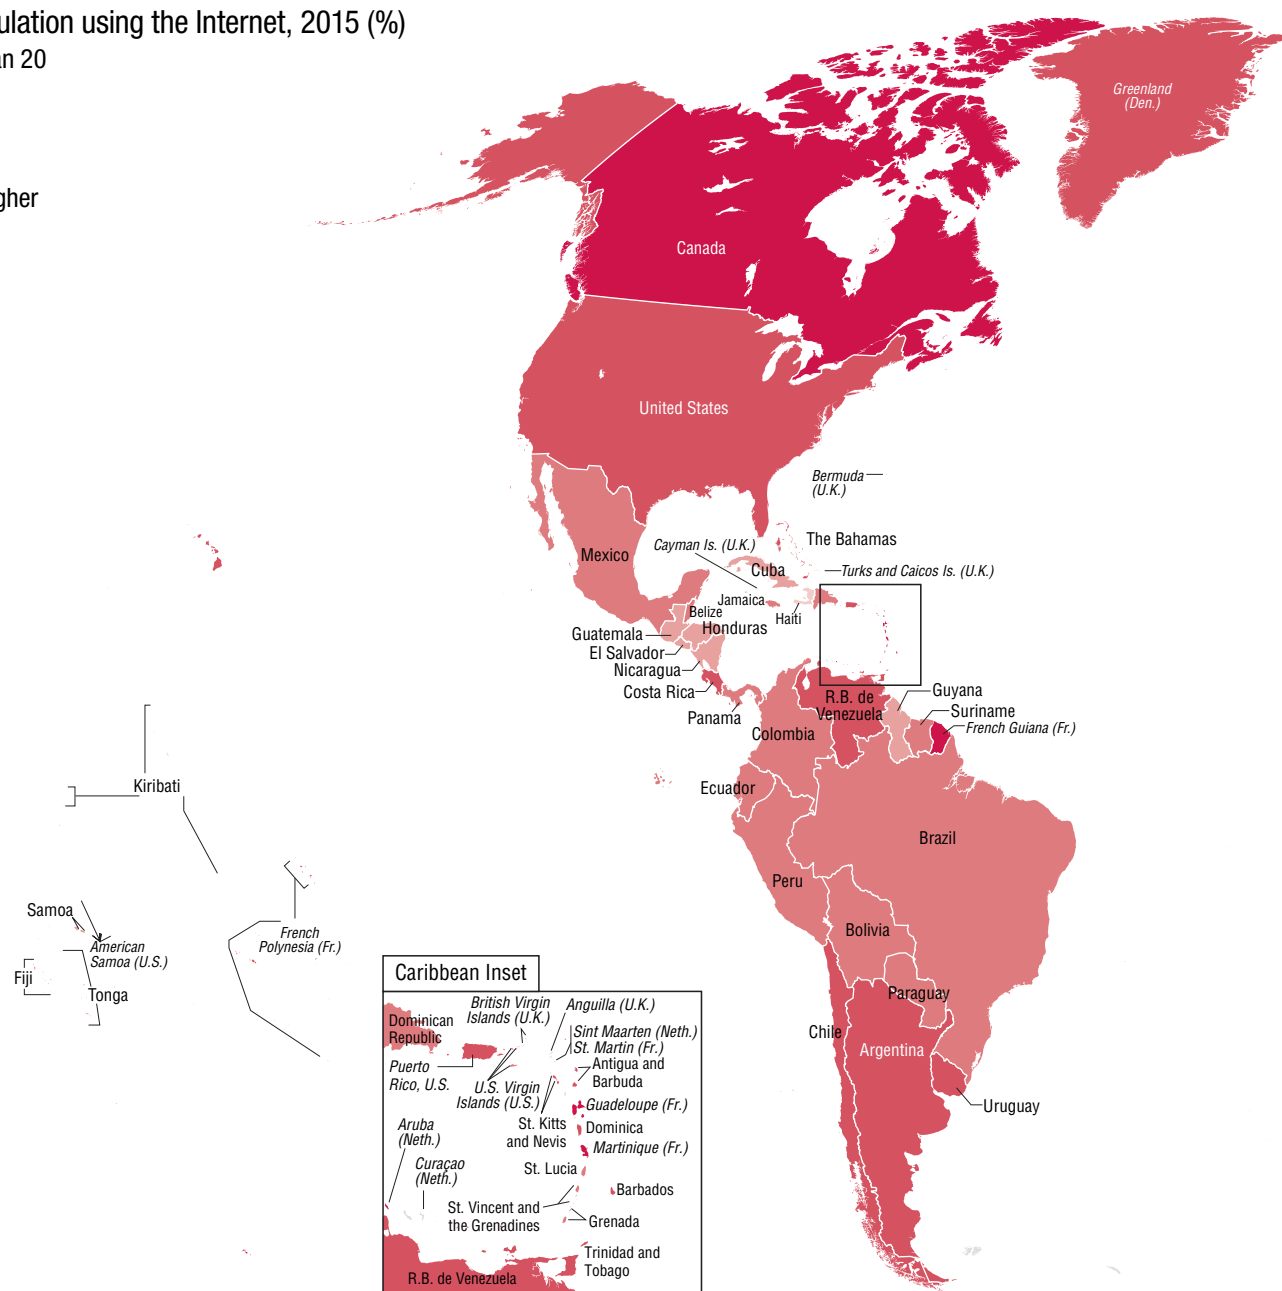 ulation using the Internet, 2015 (%)
an 20
gher
Greenland
(Den.)
Canada
United States
Bermuda
(U.K.)
The Bahamas
Cayman Is. (U.K.)
Mexico
Cuba
Turks and Caicos Is. (U.K.)
Jamaica
Belize
Haiti
Guatemala
Honduras
El Salvador
Nicaragua
Costa Rica
Panama
R.B. de
Venezuela
Guyana
Suriname
French Guiana (Fr.)
Colombia
Kiribati
Ecuador
Brazil
Peru
Samoa
American
Samoa (U.S.)
French
Polynesia (Fr.)
Bolivia
Fiji
Tonga
Paraguay
Chile
Argentina
Uruguay
Caribbean Inset
Dominican
Republic
British Virgin
Islands (U.K.)
Anguilla (U.K.)
Sint Maarten (Neth.)
St. Martin (Fr.)
Puerto
Rico, U.S.
U.S. Virgin
Islands (U.S.)
Antigua and
Barbuda
Guadeloupe (Fr.)
St. Kitts
and Nevis
Dominica
Martinique (Fr.)
Aruba
(Neth.)
Curaçao
(Neth.)
St. Lucia
Barbados
St. Vincent and
the Grenadines
Grenada
Trinidad and
Tobago
R.B. de Venezuela